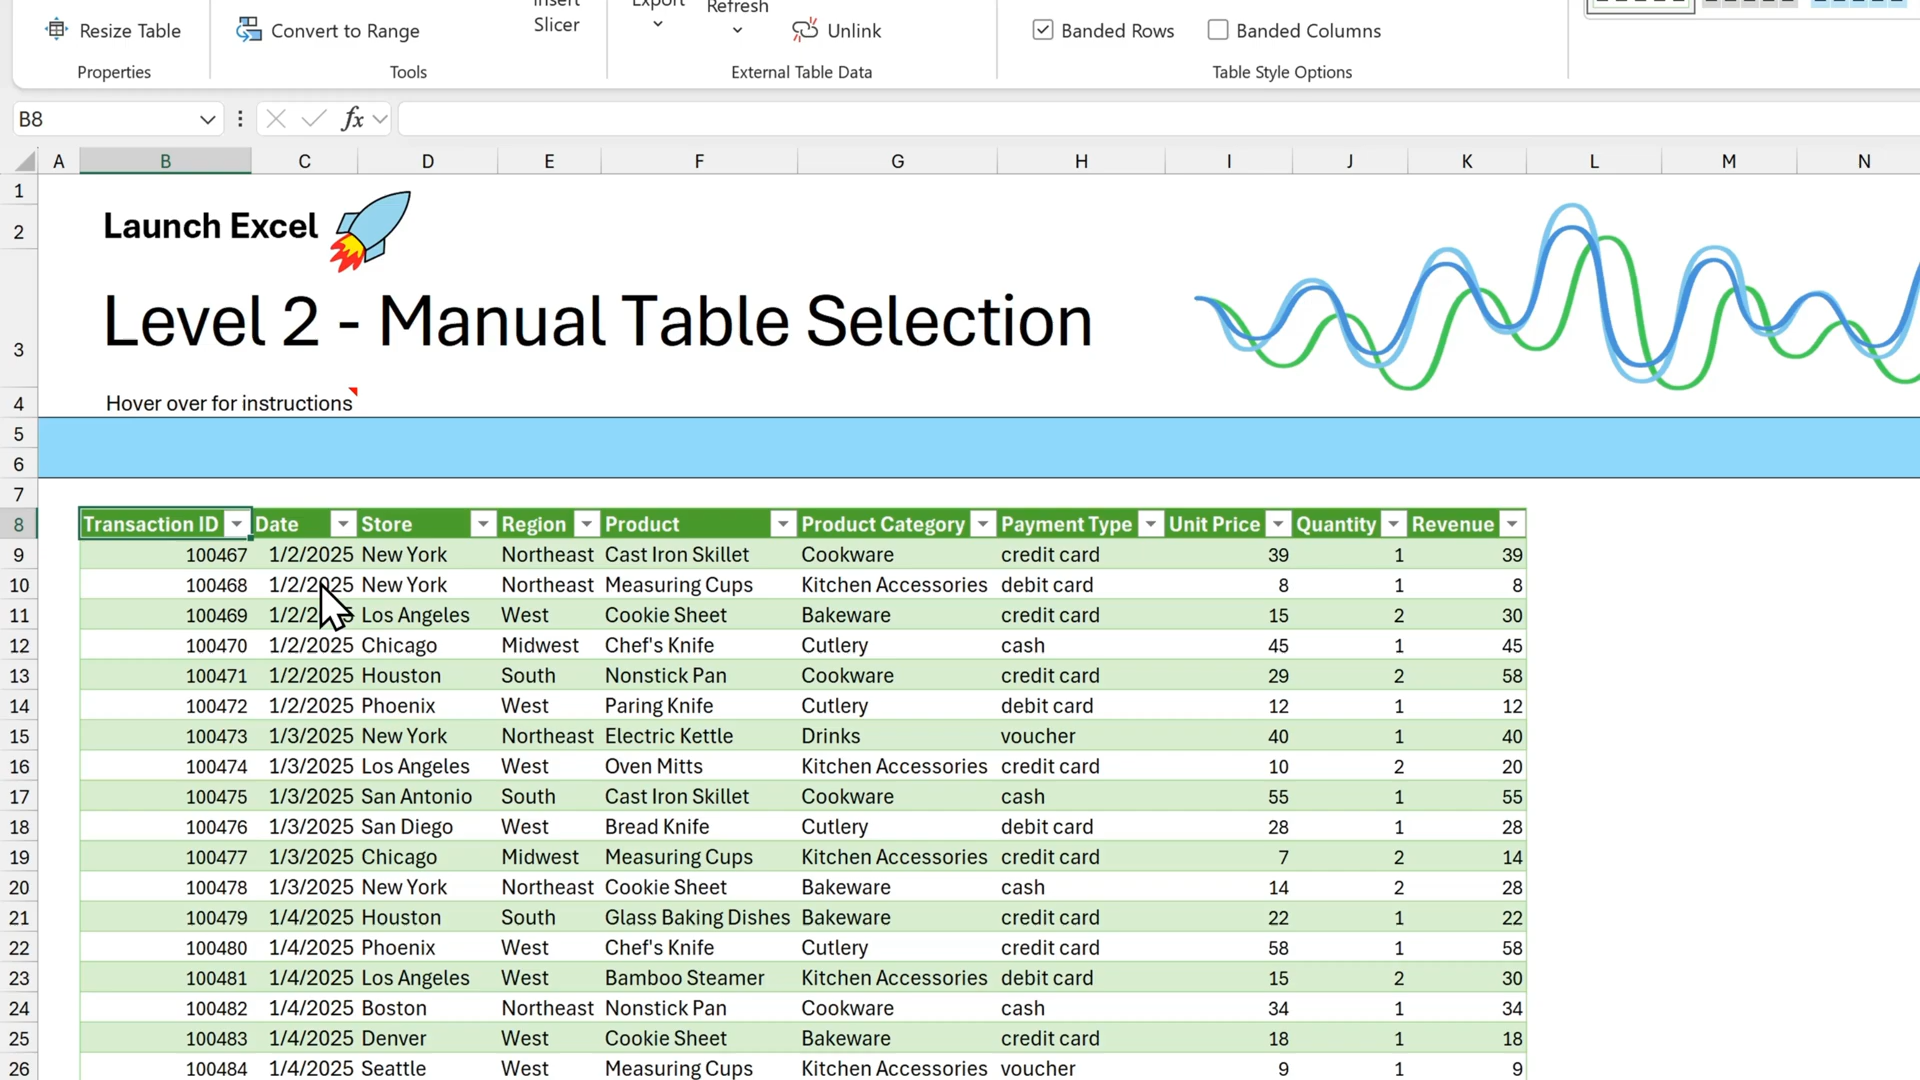 Insert
Export
Refresh
Resize Table
Convert to Range
Slicer
Unlink
Banded Rows
Banded Columns
Properties
Tools
External Table Data
Table Style Options
B8
fx
A B C D E F G H I J K L M N
1
2 Launch Excel
3 Level 2 - Manual Table Selection
4 Hover over for instructions
5
6
7
8 Transaction ID Date Store Region Product Product Category Payment Type Unit Price Quantity Revenue
9 100467 1/2/2025 New York Northeast Cast Iron Skillet Cookware credit card 39 1 39
10 100468 1/2/2025 New York Northeast Measuring Cups Kitchen Accessories debit card 8 1 8
11 100469 1/2/2025 Los Angeles West Cookie Sheet Bakeware credit card 15 2 30
12 100470 1/2/2025 Chicago Midwest Chef's Knife Cutlery cash 45 1 45
13 100471 1/2/2025 Houston South Nonstick Pan Cookware credit card 29 2 58
14 100472 1/2/2025 Phoenix West Paring Knife Cutlery debit card 12 1 12
15 100473 1/3/2025 New York Northeast Electric Kettle Drinks voucher 40 1 40
16 100474 1/3/2025 Los Angeles West Oven Mitts Kitchen Accessories credit card 10 2 20
17 100475 1/3/2025 San Antonio South Cast Iron Skillet Cookware cash 55 1 55
18 100476 1/3/2025 San Diego West Bread Knife Cutlery debit card 28 1 28
19 100477 1/3/2025 Chicago Midwest Measuring Cups Kitchen Accessories credit card 7 2 14
20 100478 1/3/2025 New York Northeast Cookie Sheet Bakeware cash 14 2 28
21 100479 1/4/2025 Houston South Glass Baking Dishes Bakeware credit card 22 1 22
22 100480 1/4/2025 Phoenix West Chef's Knife Cutlery credit card 58 1 58
23 100481 1/4/2025 Los Angeles West Bamboo Steamer Kitchen Accessories debit card 15 2 30
24 100482 1/4/2025 Boston Northeast Nonstick Pan Cookware cash 34 1 34
25 100483 1/4/2025 Denver West Cookie Sheet Bakeware credit card 18 1 18
26 100484 1/4/2025 Seattle West Measuring Cups Kitchen Accessories voucher 9 1 9